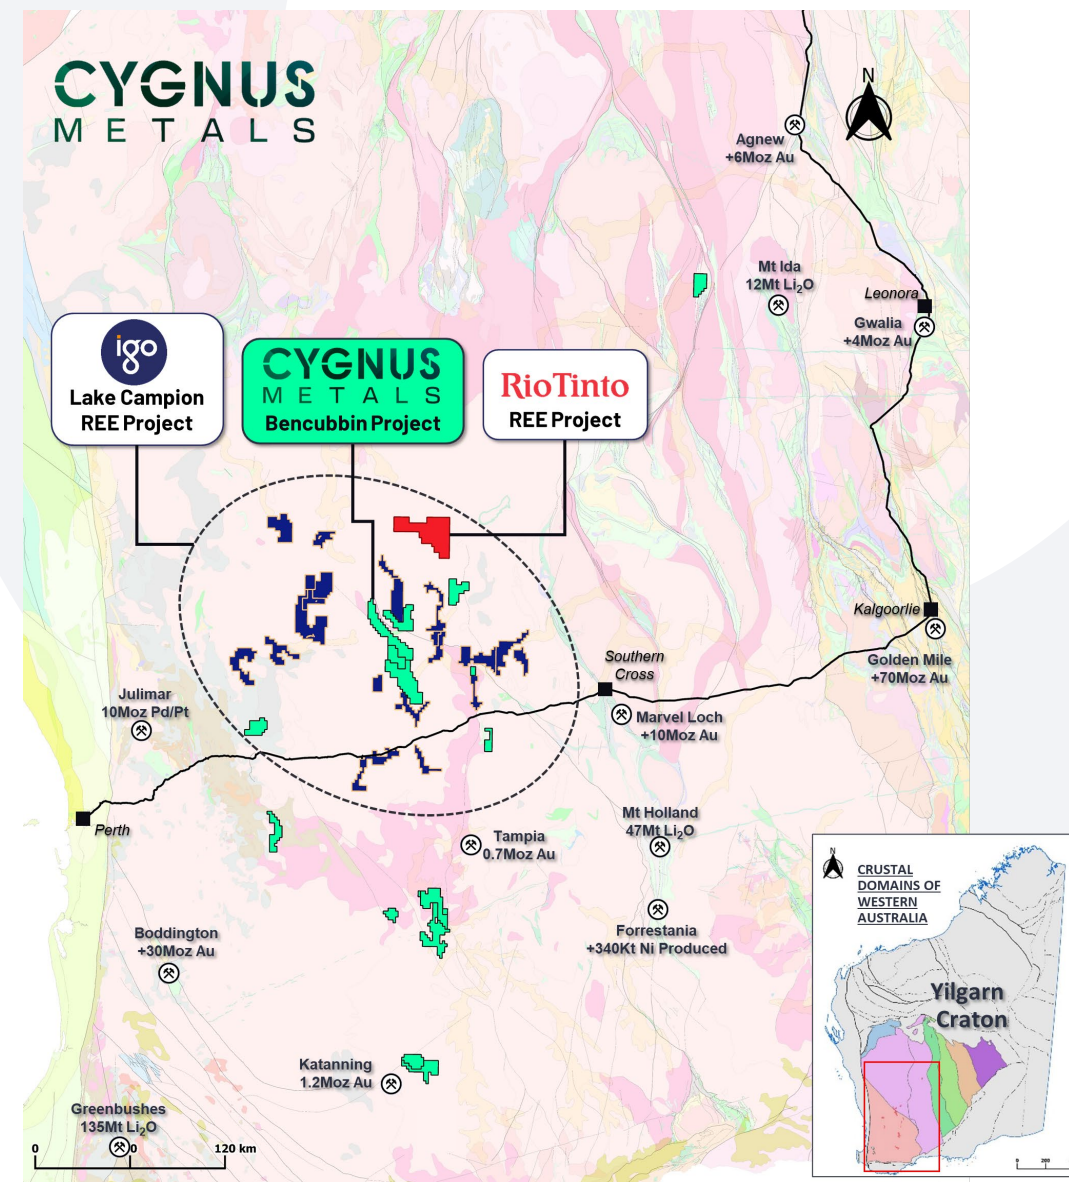 CYGNUS
METALS
N
Agnew
+6Moz Au
Mt Ida
12Mt Li₂O
Leonora
Gwalia
+4Moz Au
igo
Lake Campion
REE Project
CYGNUS
METALS
Bencubbin Project
RioTinto
REE Project
Kalgoorlie
Golden Mile
+70Moz Au
Southern
Cross
Marvel Loch
+10Moz Au
Julimar
10Moz Pd/Pt
Perth
Mt Holland
47Mt Li₂O
Tampia
0.7Moz Au
Forrestania
+340Kt Ni Produced
Boddington
+30Moz Au
Katanning
1.2Moz Au
Greenbushes
135Mt Li₂O
0 0 120 km
N
CRUSTAL
DOMAINS OF
WESTERN
AUSTRALIA
Yilgarn
Craton
0 200